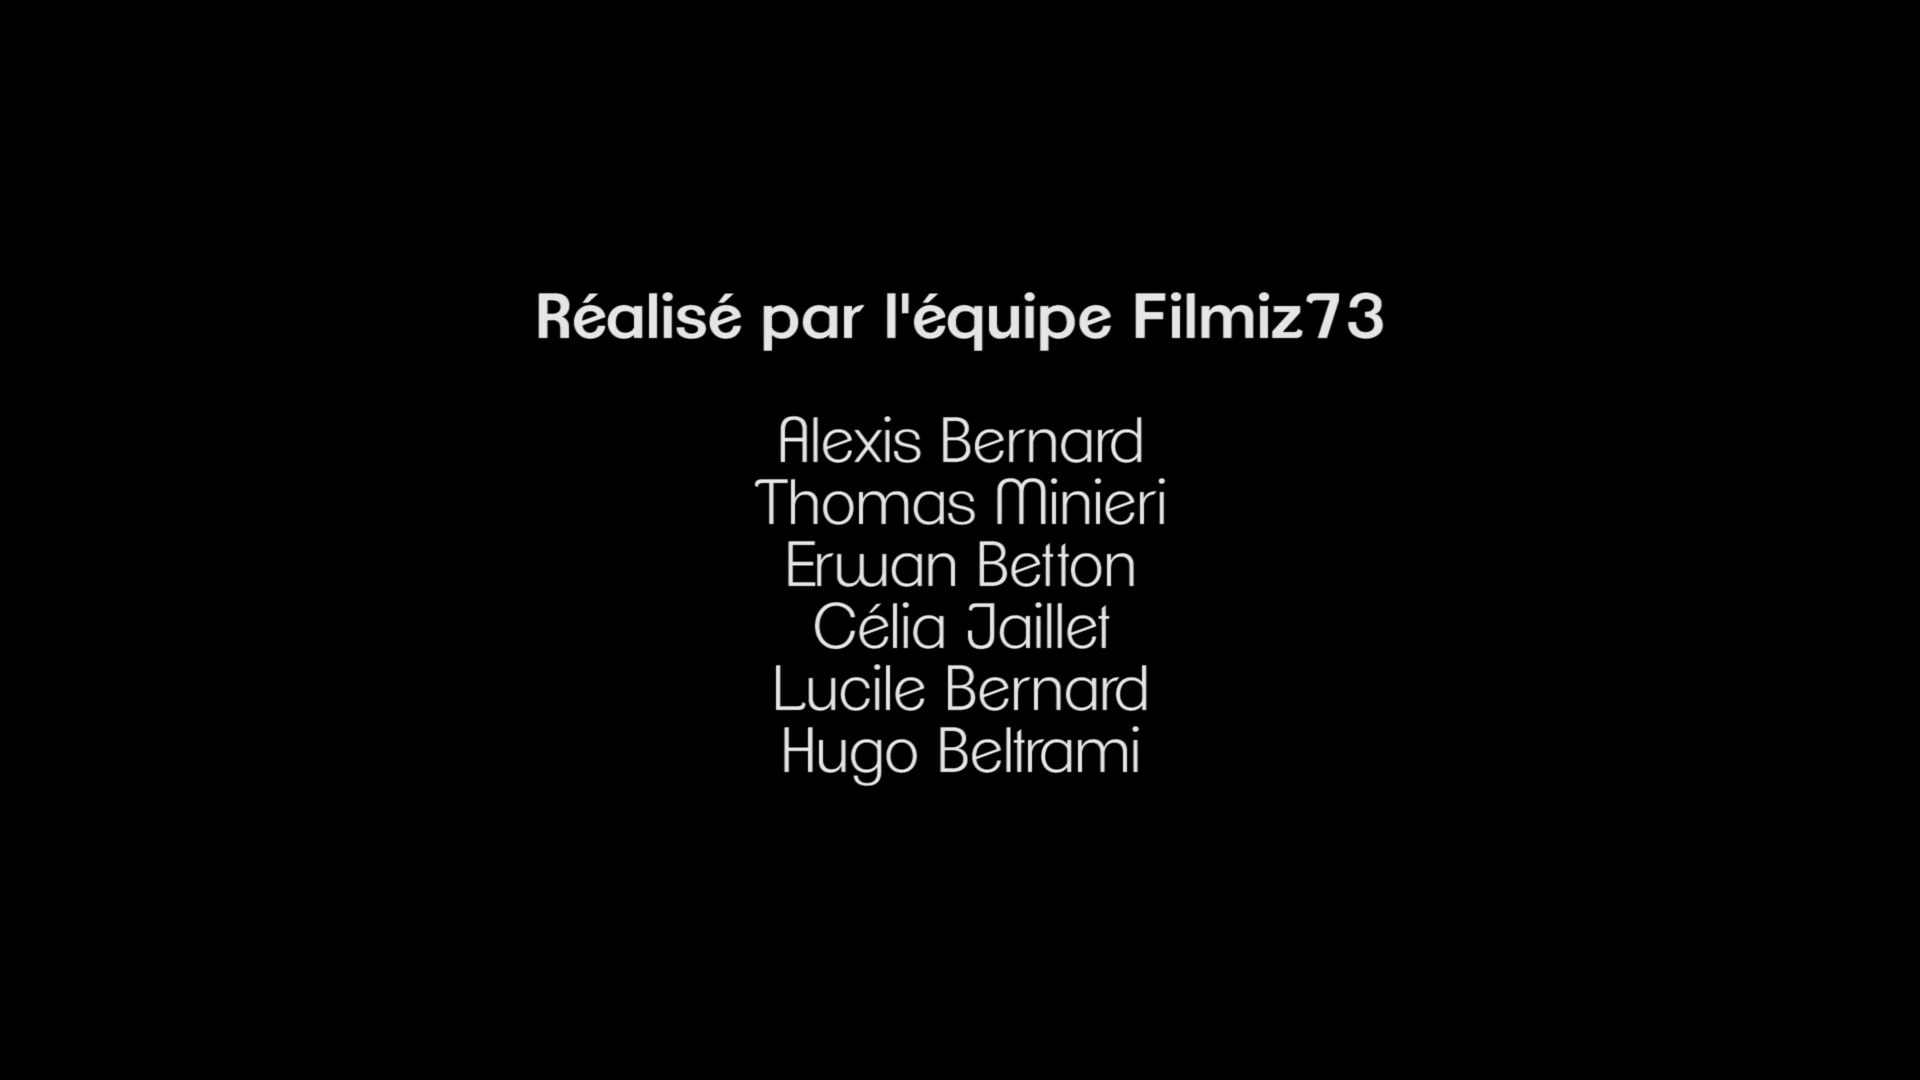 Réalisé par l'équipe Filmiz73
Alexis Bernard
Thomas Minieri
Erwan Betton
Célia Jaillet
Lucile Bernard
Hugo Beltrami